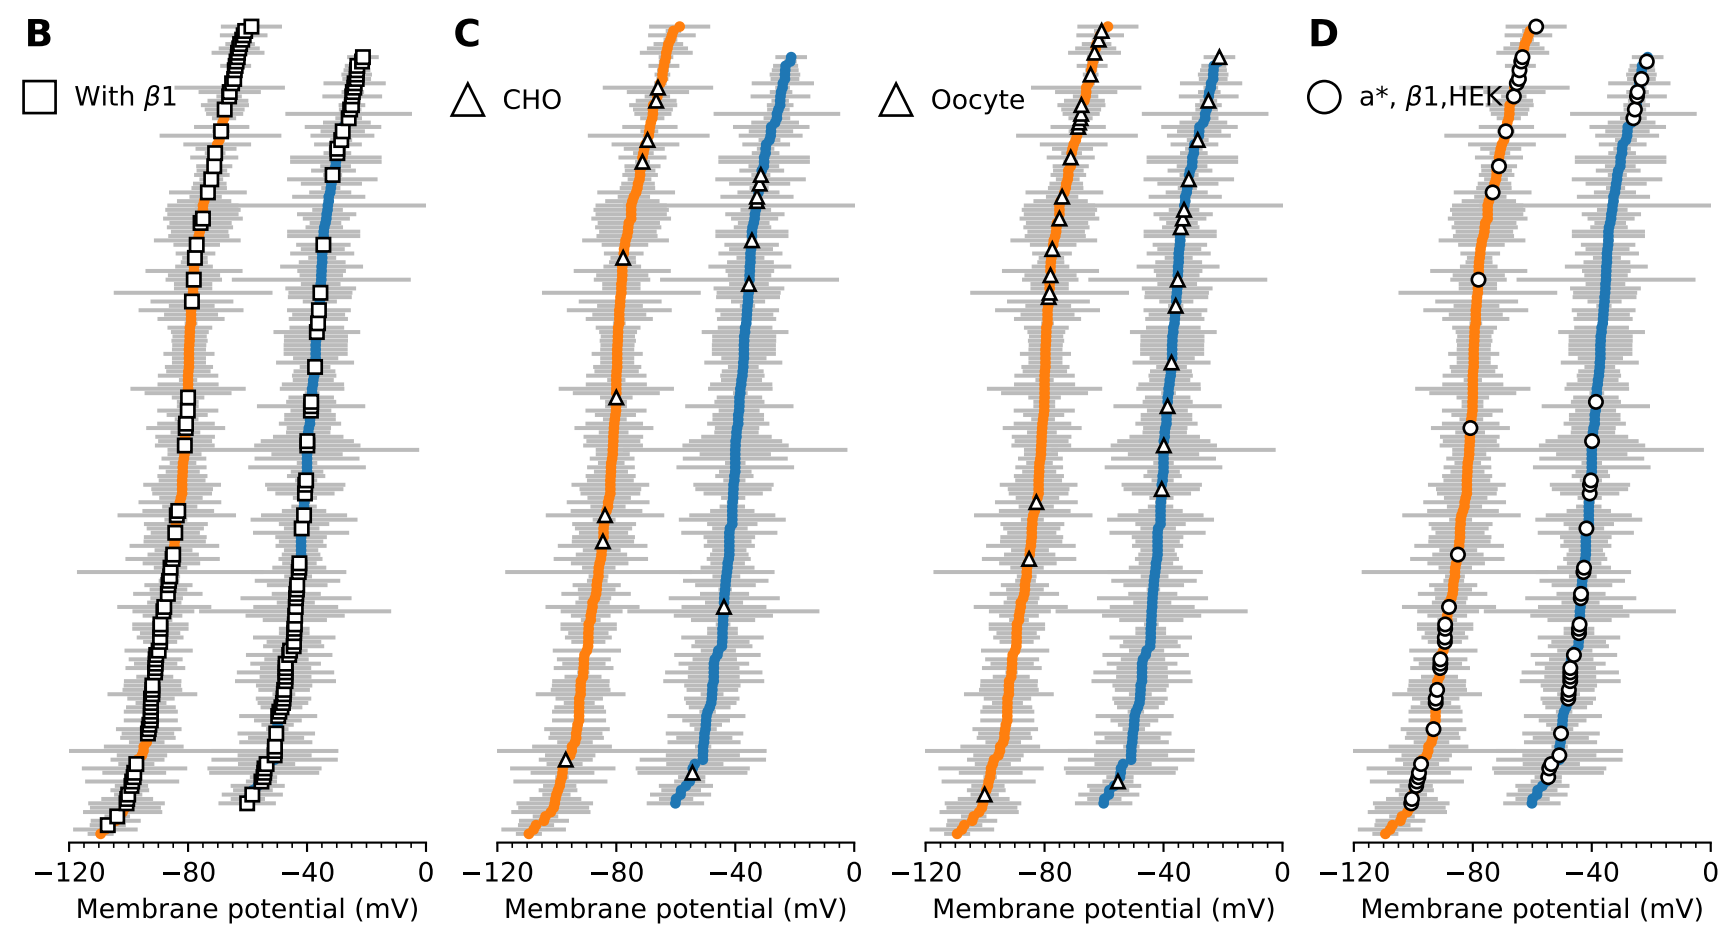 B
With β1
C
CHO
Oocyte
D
a*, β1,HEK
−120 −80 −40 0
Membrane potential (mV)
−120 −80 −40 0
Membrane potential (mV)
−120 −80 −40 0
Membrane potential (mV)
−120 −80 −40 0
Membrane potential (mV)